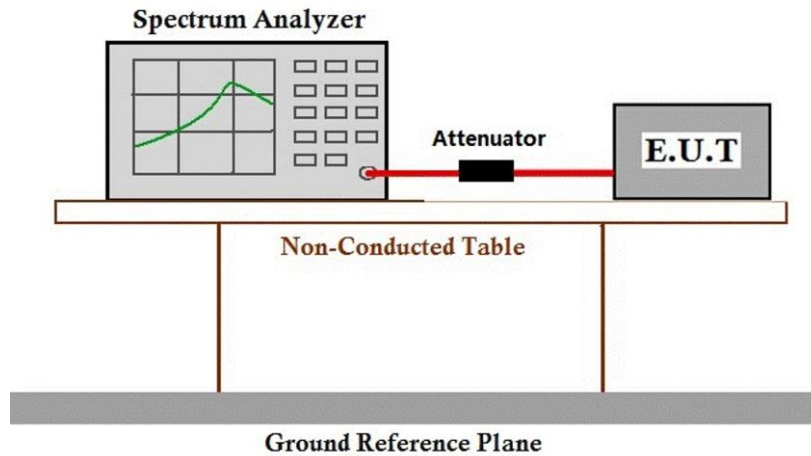 Spectrum Analyzer
Attenuator
E.U.T
Non-Conducted Table
Ground Reference Plane